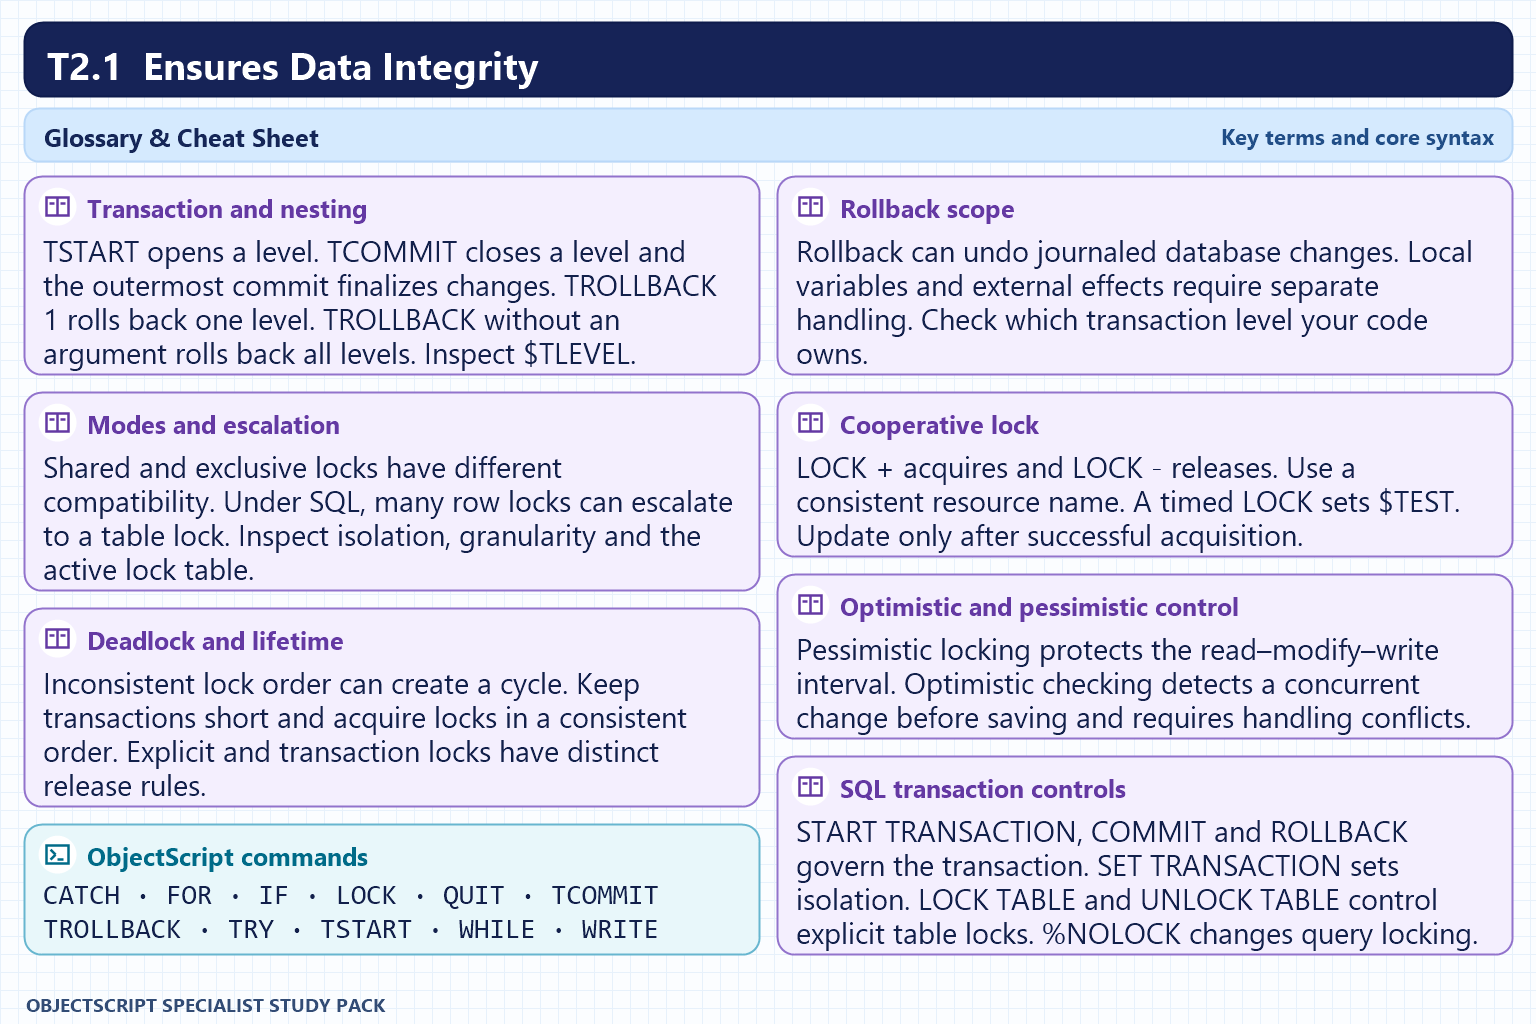 T2.1 Ensures Data Integrity
Glossary & Cheat Sheet
Key terms and core syntax
Transaction and nesting
TSTART opens a level. TCOMMIT closes a level and
the outermost commit finalizes changes. TROLLBACK
1 rolls back one level. TROLLBACK without an
argument rolls back all levels. Inspect $TLEVEL.
Modes and escalation
Shared and exclusive locks have different
compatibility. Under SQL, many row locks can escalate
to a table lock. Inspect isolation, granularity and the
active lock table.
Deadlock and lifetime
Inconsistent lock order can create a cycle. Keep
transactions short and acquire locks in a consistent
order. Explicit and transaction locks have distinct
release rules.
ObjectScript commands
CATCH · FOR · IF · LOCK · QUIT · TCOMMIT
TROLLBACK · TRY · TSTART · WHILE · WRITE
Rollback scope
Rollback can undo journaled database changes. Local
variables and external effects require separate
handling. Check which transaction level your code
owns.
Cooperative lock
LOCK + acquires and LOCK - releases. Use a
consistent resource name. A timed LOCK sets $TEST.
Update only after successful acquisition.
Optimistic and pessimistic control
Pessimistic locking protects the read–modify–write
interval. Optimistic checking detects a concurrent
change before saving and requires handling conflicts.
SQL transaction controls
START TRANSACTION, COMMIT and ROLLBACK
govern the transaction. SET TRANSACTION sets
isolation. LOCK TABLE and UNLOCK TABLE control
explicit table locks. %NOLOCK changes query locking.
OBJECTSCRIPT SPECIALIST STUDY PACK